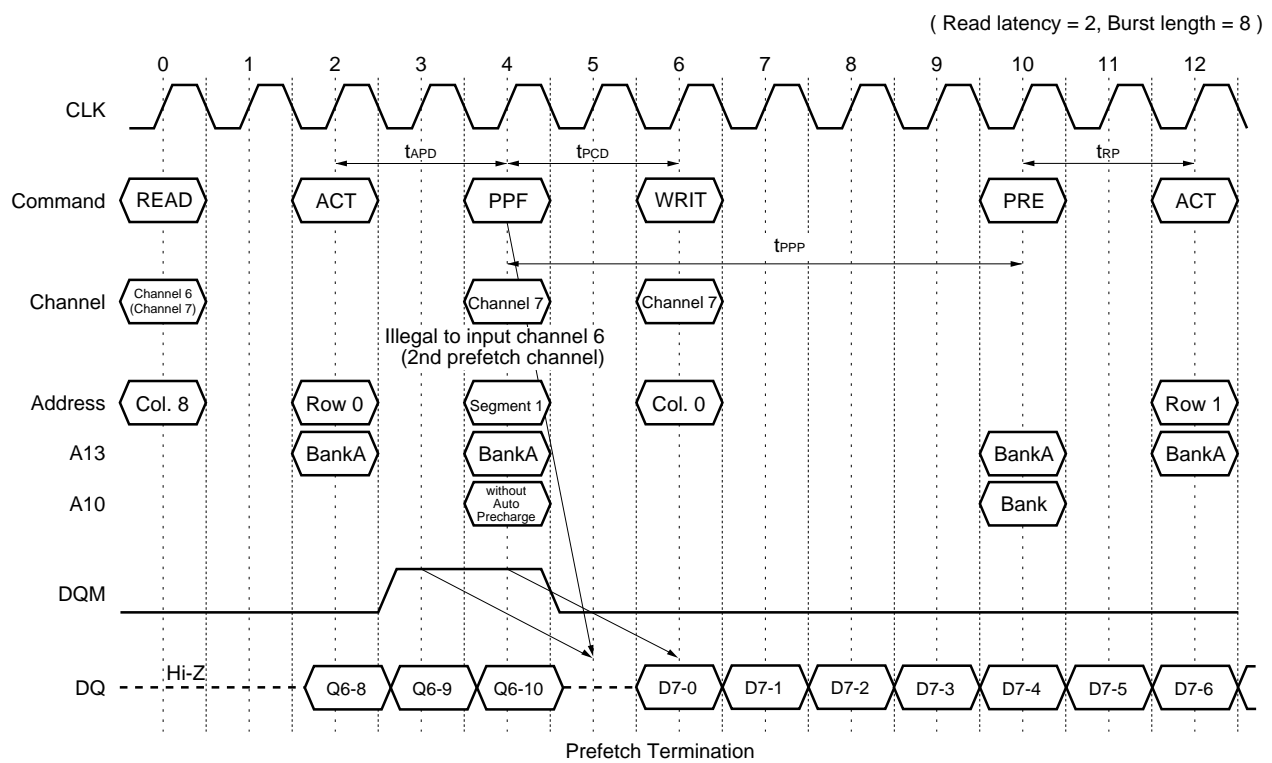 ( Read latency = 2, Burst length = 8 )
0 1 2 3 4 5 6 7 8 9 10 11 12
CLK
tAPD tPCD tRP
Command READ ACT PPF WRIT PRE ACT
tPPP
Channel Channel 6 (Channel 7) Channel 7 Channel 7
Illegal to input channel 6
(2nd prefetch channel)
Address Col. 8 Row 0 Segment 1 Col. 0 Row 1
A13 BankA BankA BankA BankA
A10 without Auto Precharge Bank
DQM
Hi-Z
DQ Q6-8 Q6-9 Q6-10 D7-0 D7-1 D7-2 D7-3 D7-4 D7-5 D7-6
Prefetch Termination